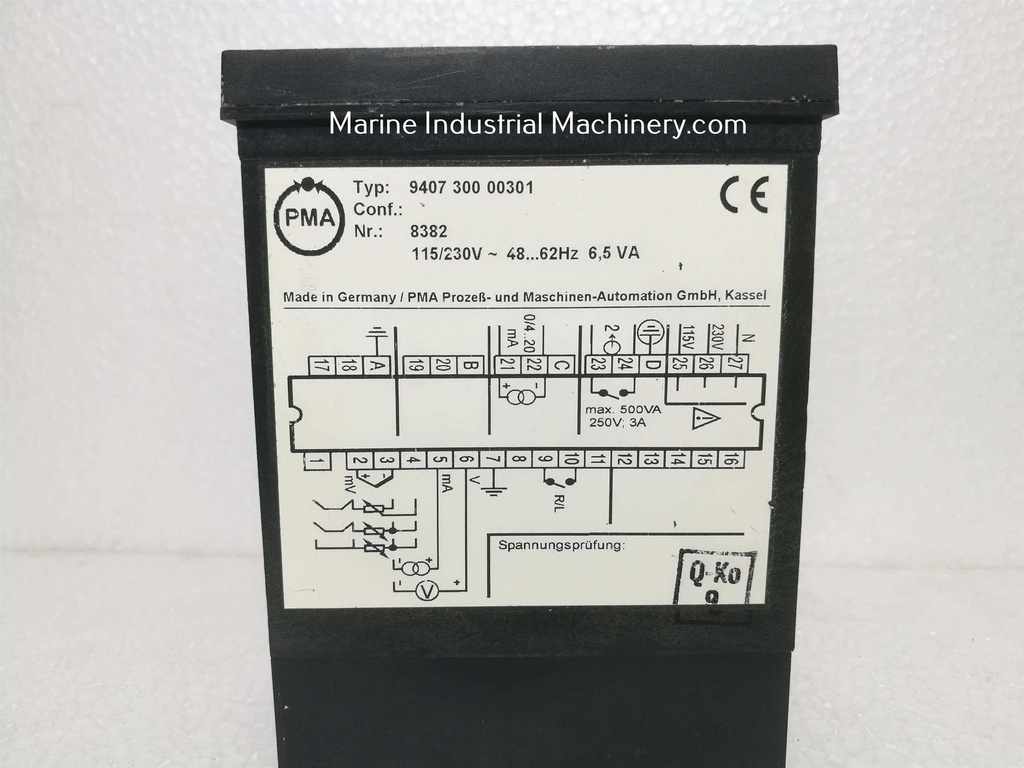 Marine Industrial Machinery.com
PMA
Typ: 9407 300 00301
Conf.:
Nr.: 8382
115/230V ~ 48...62Hz 6,5 VA
CE
Made in Germany / PMA Prozeß- und Maschinen-Automation GmbH, Kassel
0/4..20 mA 2 115V 230V N
17 18 A 19 20 B 21 22 C 23 24 D 25 26 27
+ -
max. 500VA
250V; 3A
1 2 3 4 5 6 7 8 9 10 11 12 13 14 15 16
+ -
mV mA V R/L
- +
- V +
Spannungsprüfung:
Q-Ko
9